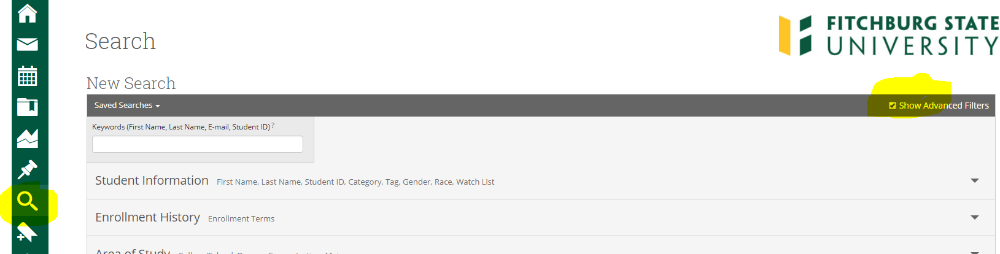 FITCHBURG STATE
UNIVERSITY
Search
New Search
Saved Searches
Show Advanced Filters
Keywords (First Name, Last Name, E-mail, Student ID)?
Student Information First Name, Last Name, Student ID, Category, Tag, Gender, Race, Watch List
Enrollment History Enrollment Terms
Area of Study